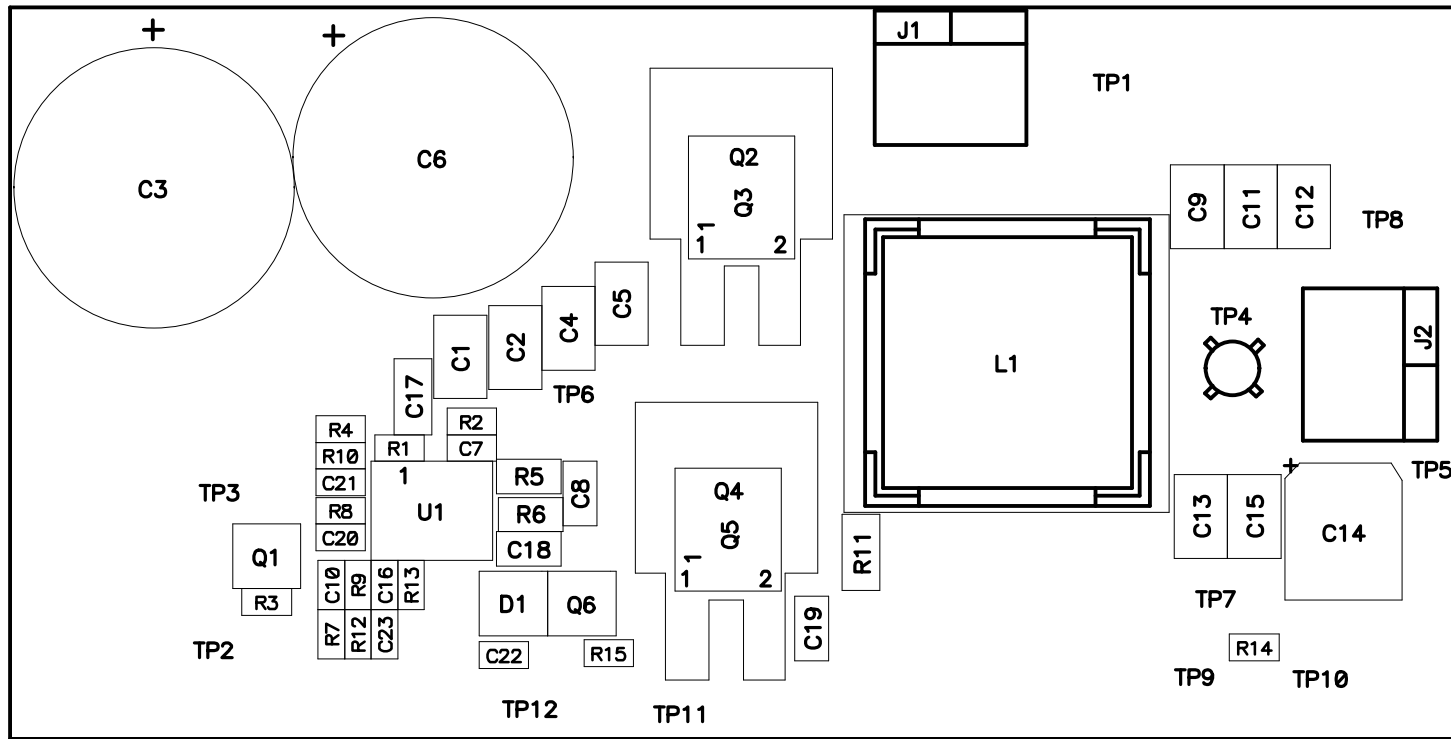 +
+
J1
TP1
C3
C6
Q2
Q3
1
1
2
C9
C11
C12
TP8
C5
C4
C2
C1
C17
TP6
L1
TP4
J2
R4
R10
C21
R8
C20
R1
R2
C7
1
U1
R5
R6
C8
C18
TP3
Q1
R3
TP2
C10
R9
C16
R13
R7
R12
C23
D1
Q6
C22
R15
TP12
TP11
Q4
Q5
1
1
2
C19
R11
C13
C15
+
C14
TP5
TP7
R14
TP9
TP10